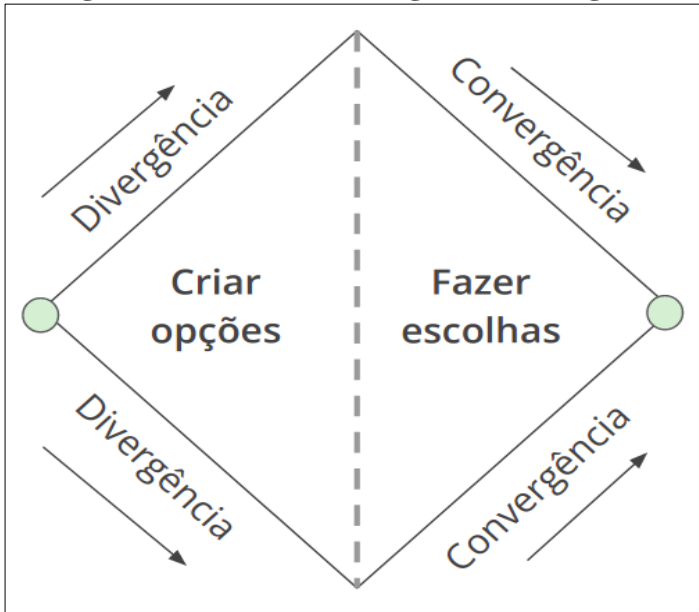 Divergência
Convergência
Criar
opções
Fazer
escolhas
Divergência
Convergência